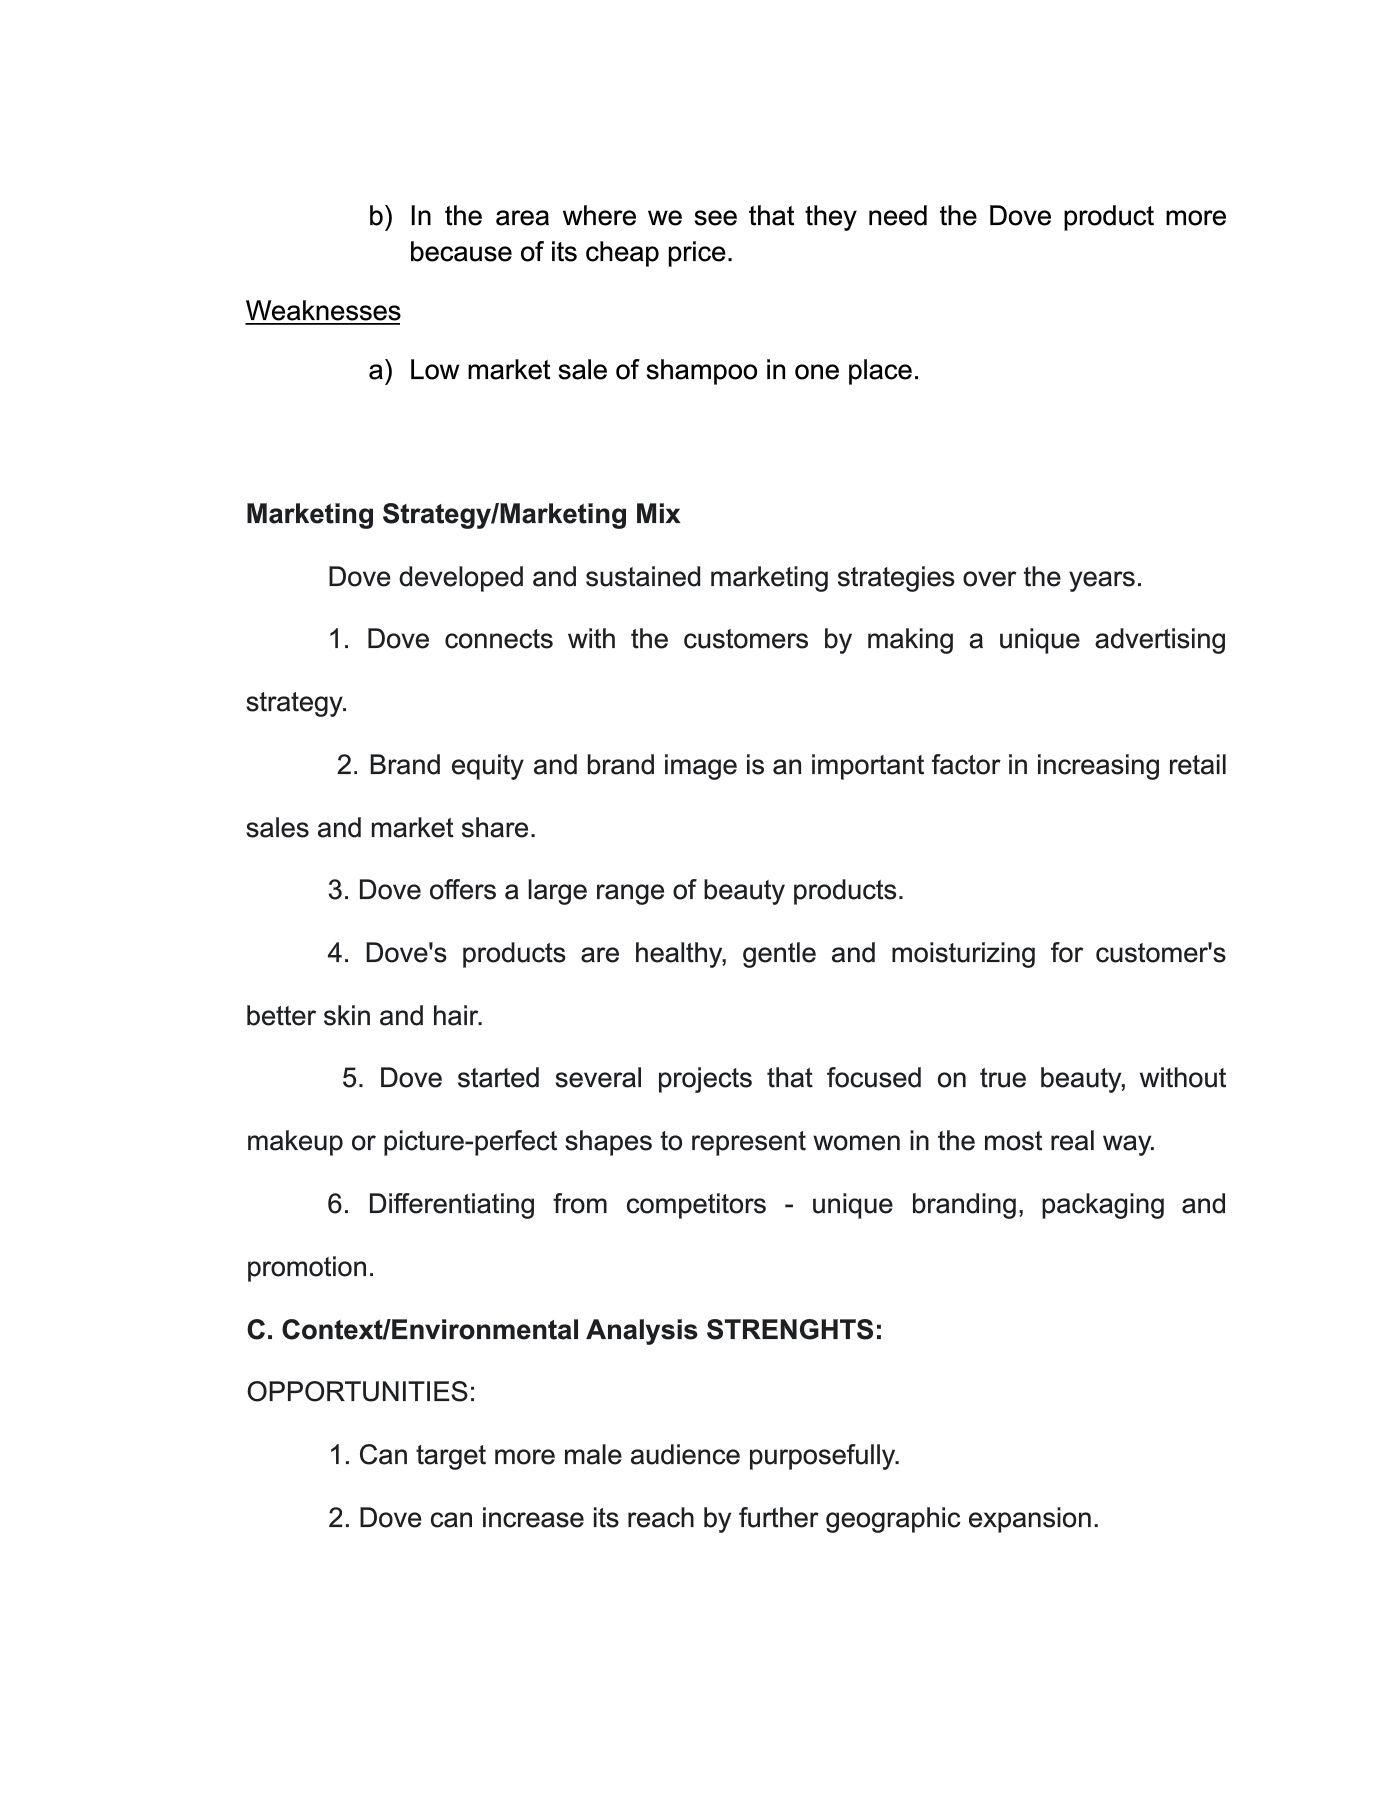 b) In the area where we see that they need the Dove product more
because of its cheap price.
Weaknesses
a) Low market sale of shampoo in one place.
Marketing Strategy/Marketing Mix
Dove developed and sustained marketing strategies over the years.
1. Dove connects with the customers by making a unique advertising
strategy.
2. Brand equity and brand image is an important factor in increasing retail
sales and market share.
3. Dove offers a large range of beauty products.
4. Dove's products are healthy, gentle and moisturizing for customer's
better skin and hair.
5. Dove started several projects that focused on true beauty, without
makeup or picture-perfect shapes to represent women in the most real way.
6. Differentiating from competitors - unique branding, packaging and
promotion.
C. Context/Environmental Analysis STRENGHTS:
OPPORTUNITIES:
1. Can target more male audience purposefully.
2. Dove can increase its reach by further geographic expansion.